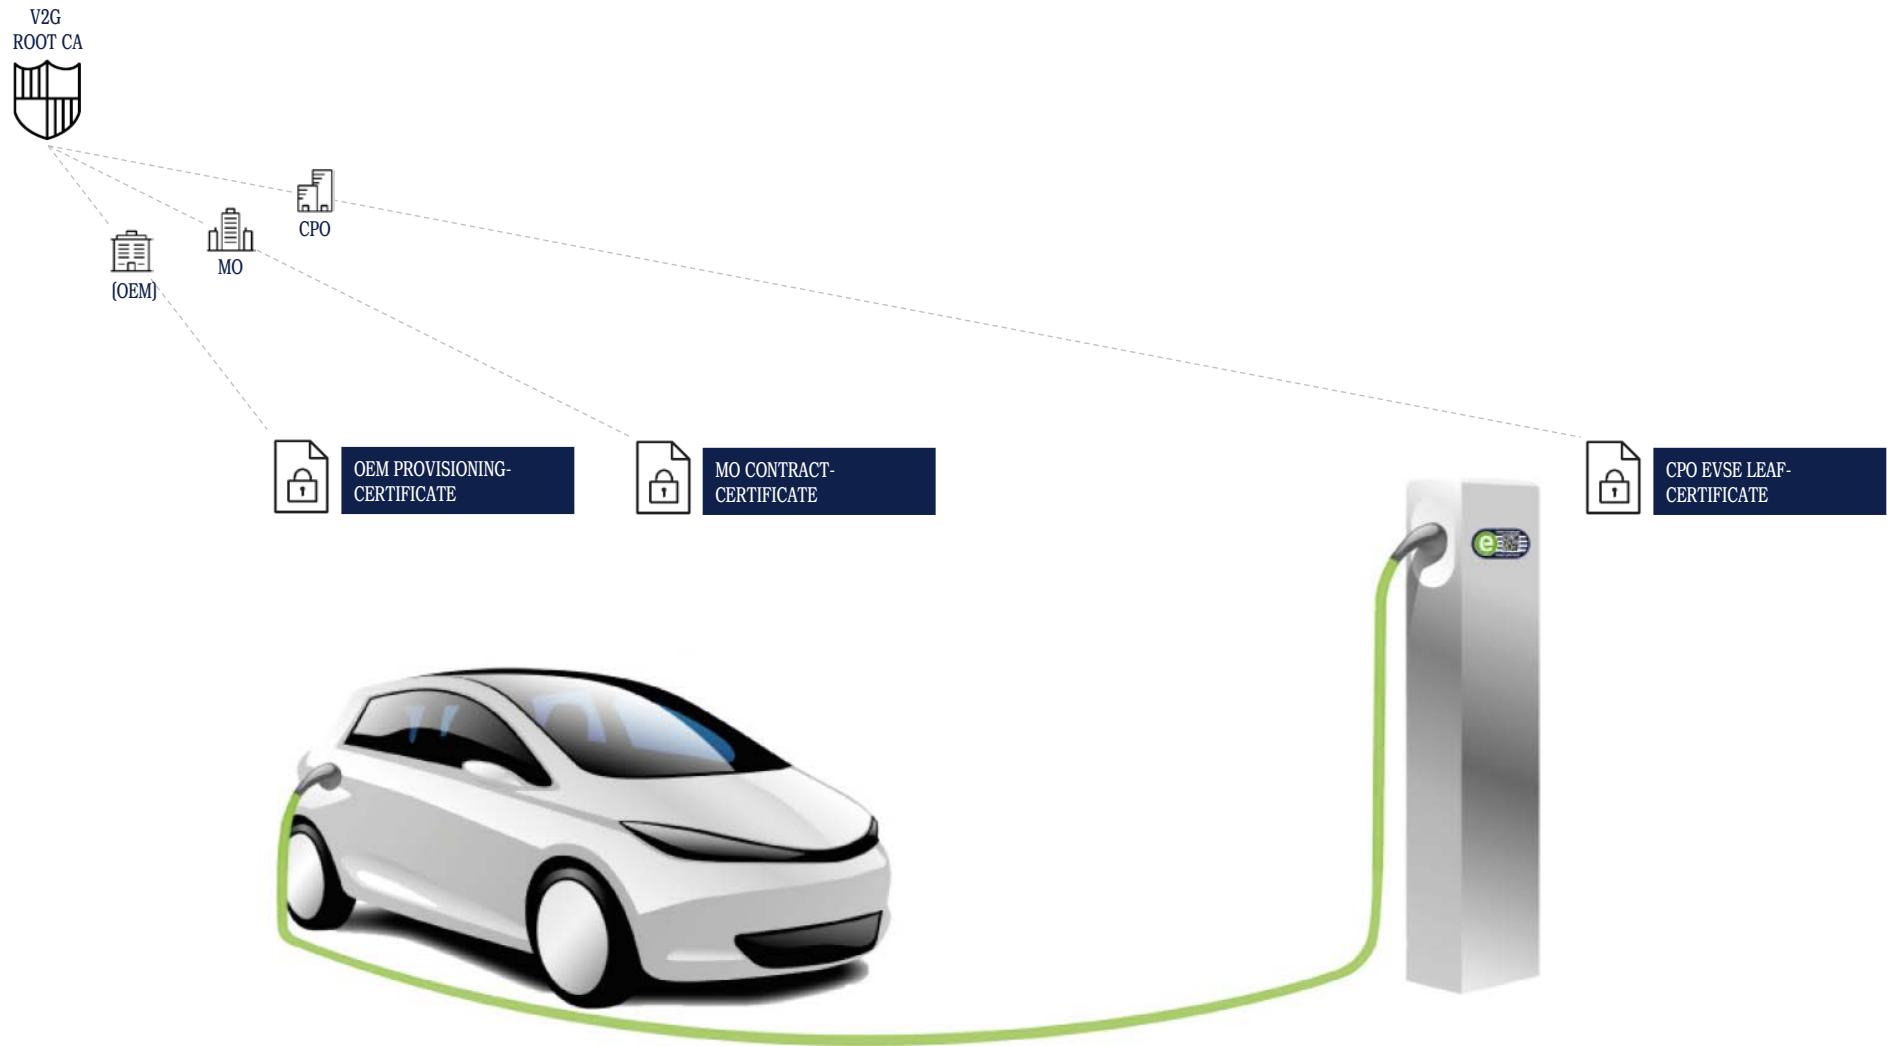 V2G
ROOT CA
CPO
MO
(OEM)
OEM PROVISIONING-
CERTIFICATE
MO CONTRACT-
CERTIFICATE
CPO EVSE LEAF-
CERTIFICATE
e